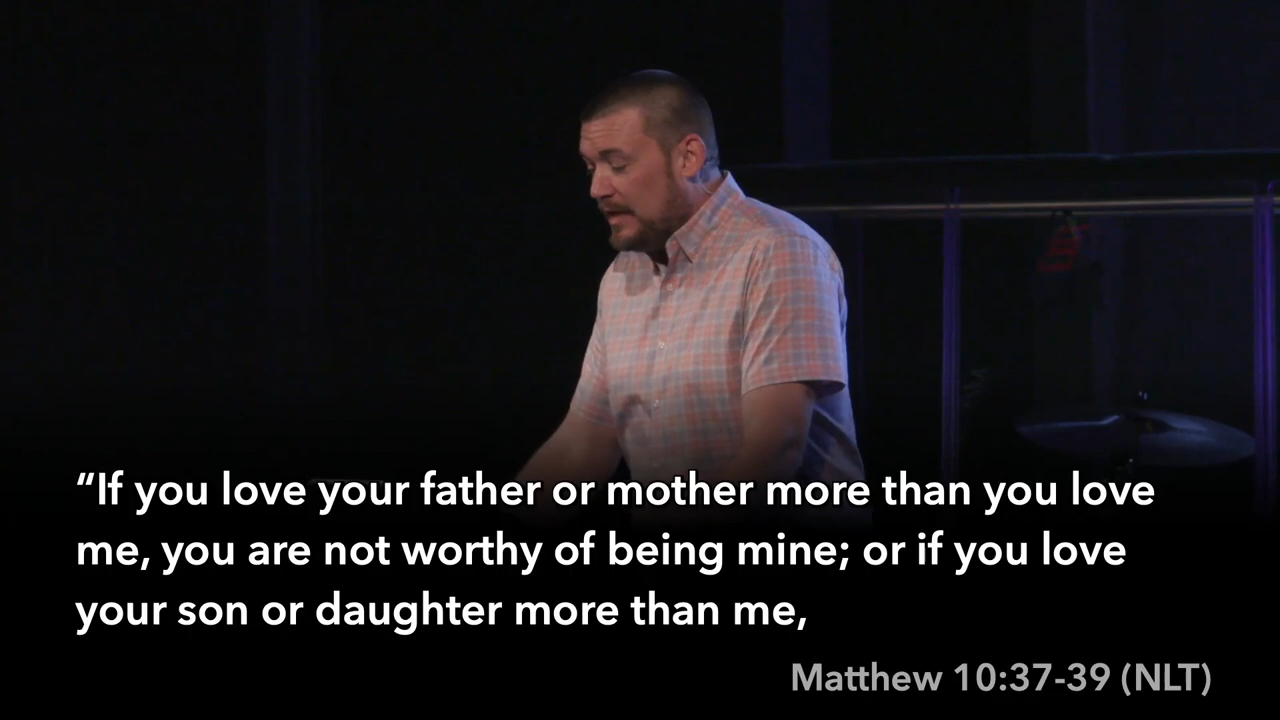 “If you love your father or mother more than you love
me, you are not worthy of being mine; or if you love
your son or daughter more than me,
Matthew 10:37-39 (NLT)